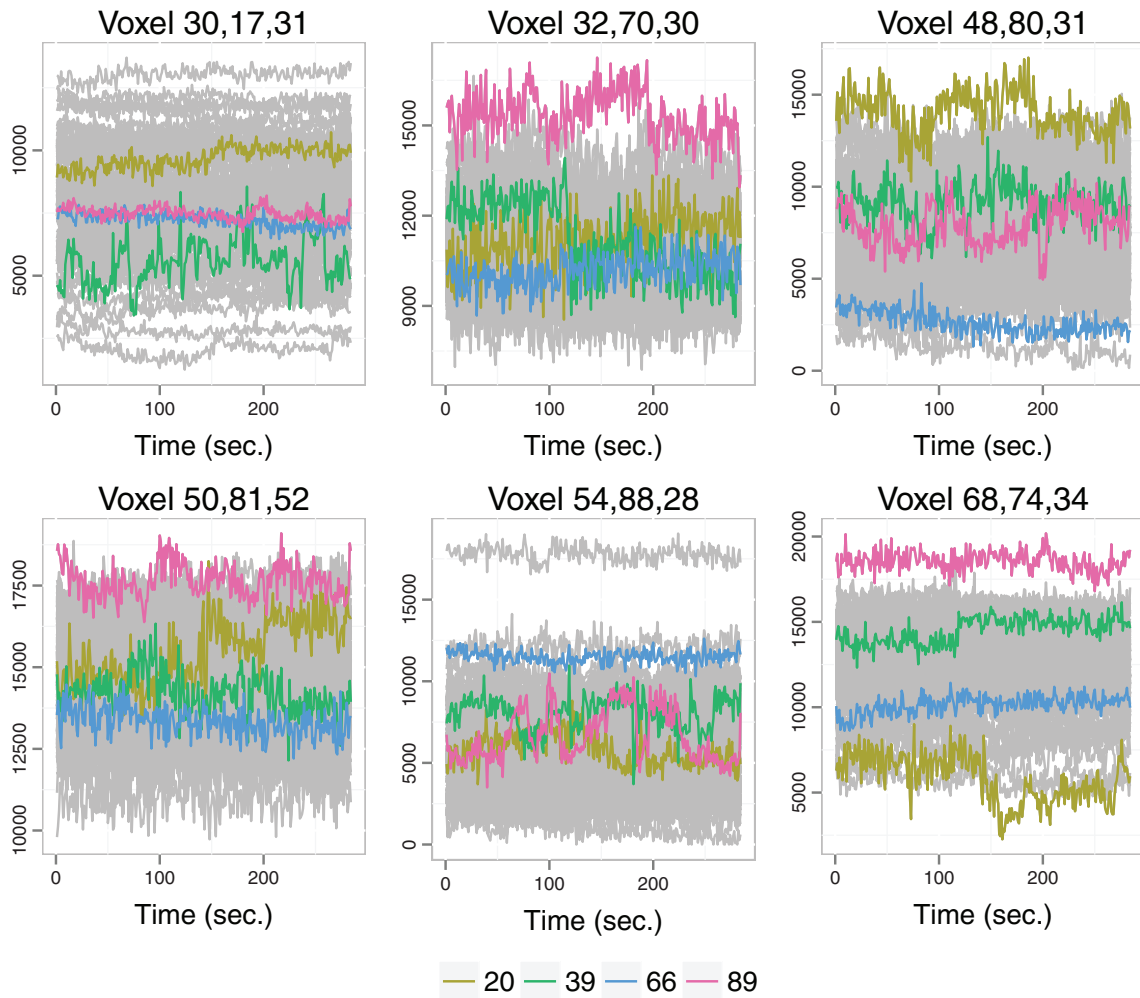 Voxel 30,17,31
Voxel 32,70,30
Voxel 48,80,31
5000 10000
9000 12000 15000
0 5000 10000 15000
0 100 200
0 100 200
0 100 200
Time (sec.)
Time (sec.)
Time (sec.)
Voxel 50,81,52
Voxel 54,88,28
Voxel 68,74,34
10000 12500 15000 17500
0 5000 10000 15000
5000 10000 15000 20000
0 100 200
0 100 200
0 100 200
Time (sec.)
Time (sec.)
Time (sec.)
20 39 66 89